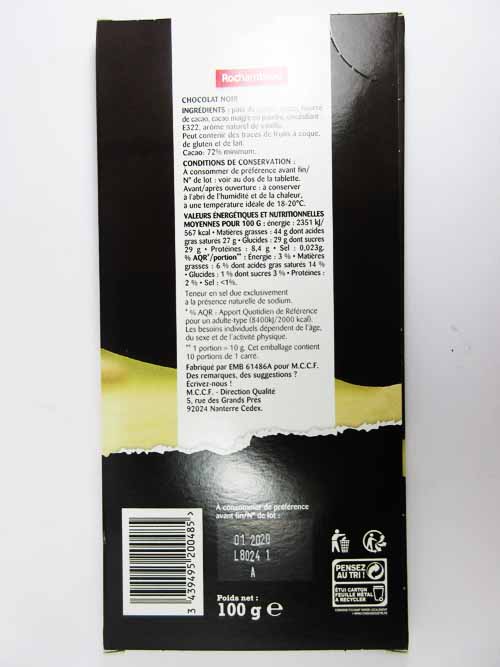 Rochambeau
CHOCOLAT NOIR
INGRÉDIENTS : pâte de cacao, sucre, beurre
de cacao, cacao maigre en poudre, émulsifiant :
E322, arôme naturel de vanille.
Peut contenir des traces de fruits à coque,
de gluten et de lait.
Cacao: 72% minimum.
CONDITIONS DE CONSERVATION :
A consommer de préférence avant fin/
N° de lot : voir au dos de la tablette.
Avant/après ouverture : à conserver
à l'abri de l'humidité et de la chaleur,
à une température idéale de 18-20°C.
VALEURS ÉNERGÉTIQUES ET NUTRITIONNELLES
MOYENNES POUR 100 G : énergie : 2351 kJ/
567 kcal • Matières grasses : 44 g dont acides
gras saturés 27 g • Glucides : 29 g dont sucres
29 g • Protéines : 8,4 g • Sel : 0,023g.
% AQR*/portion** : Energie : 3 % • Matières
grasses : 6 % dont acides gras saturés 14 %
• Glucides : 1 % dont sucres 3 % • Protéines :
2 % • Sel : <1%.
Teneur en sel due exclusivement
à la présence naturelle de sodium.
* % AQR : Apport Quotidien de Référence
pour un adulte-type (8400kJ/2000 kcal).
Les besoins individuels dépendent de l'âge,
du sexe et de l'activité physique.
** 1 portion = 10 g. Cet emballage contient
10 portions de 1 carré.
Fabriqué par EMB 61486A pour M.C.C.F.
Des remarques, des suggestions ?
Écrivez-nous !
M.C.C.F. - Direction Qualité
5, rue des Grands Prés
92024 Nanterre Cedex.
A consommer de préférence
avant fin/N° de lot :
01 2020
L8024 1
A
Poids net :
100 g e
3 439495 200485 >
PENSEZ
AU TRI !
ÉTUI CARTON
FEUILLE MÉTAL
À RECYCLER